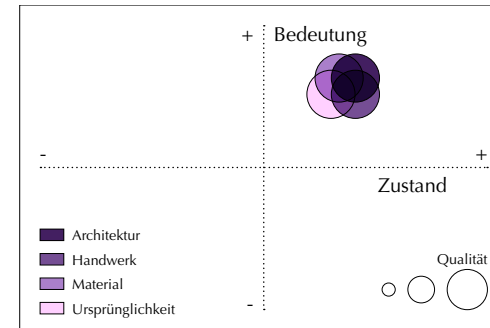 + Bedeutung
- +
Zustand
Architektur
Handwerk
Material
Ursprünglichkeit
Qualität
-